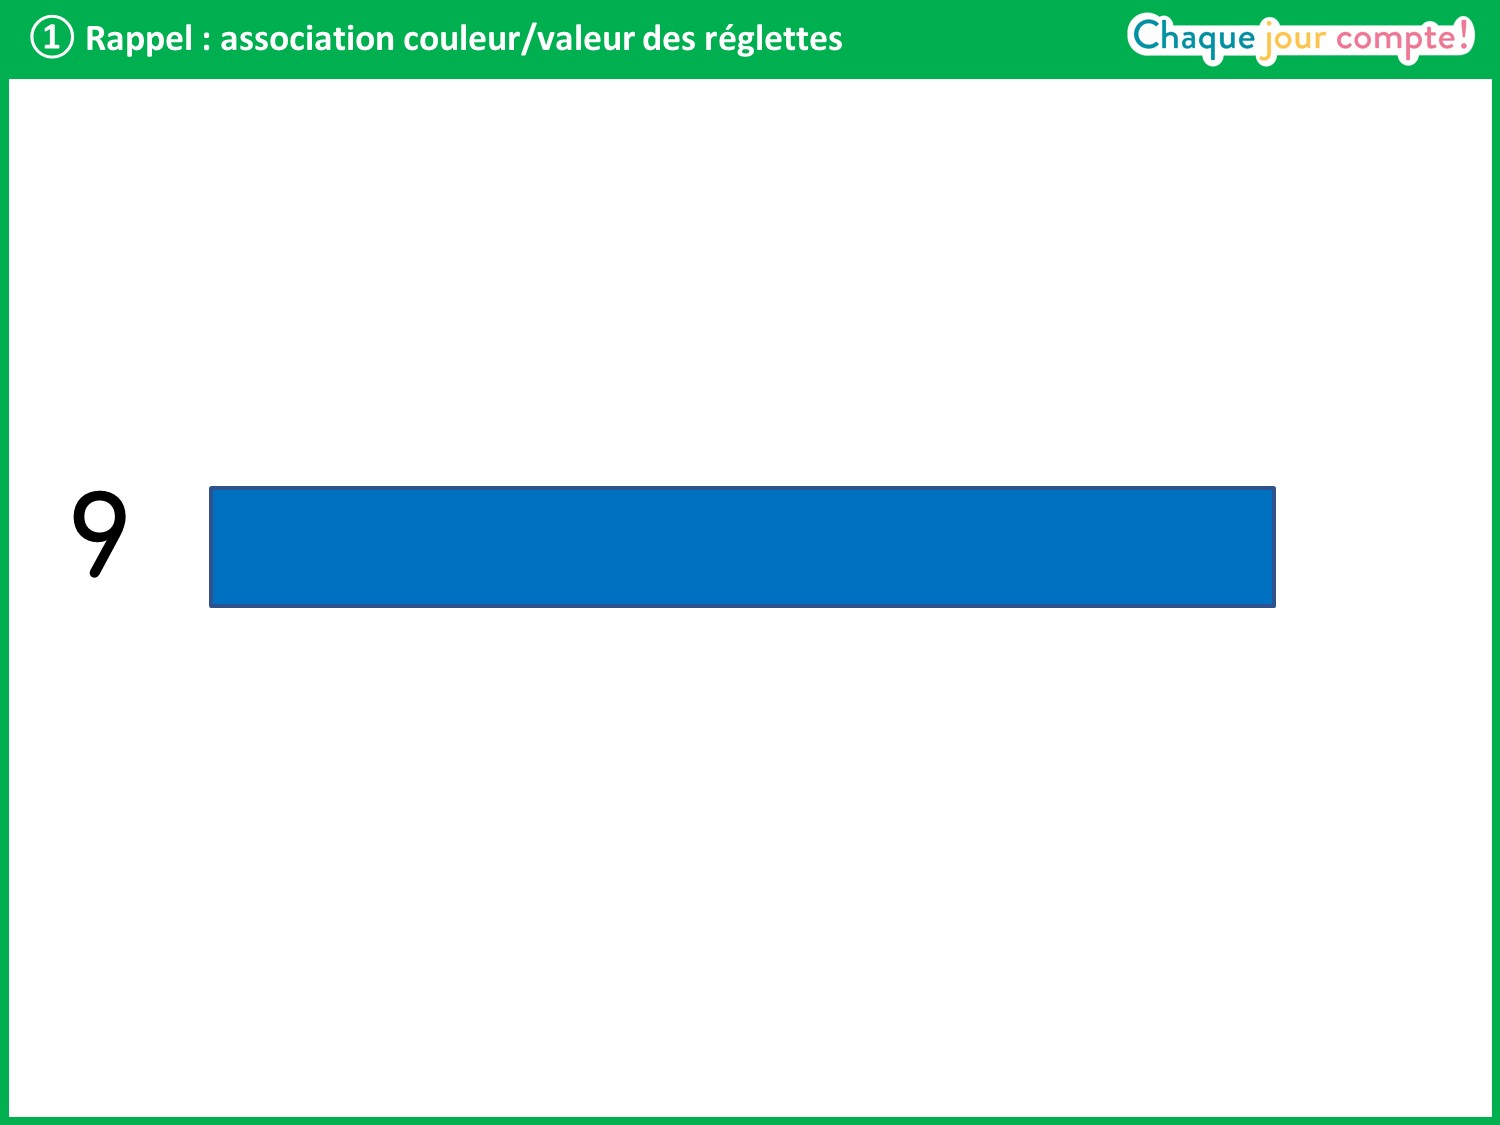 ① Rappel : association couleur/valeur des réglettes
Chaque jour compte!
9